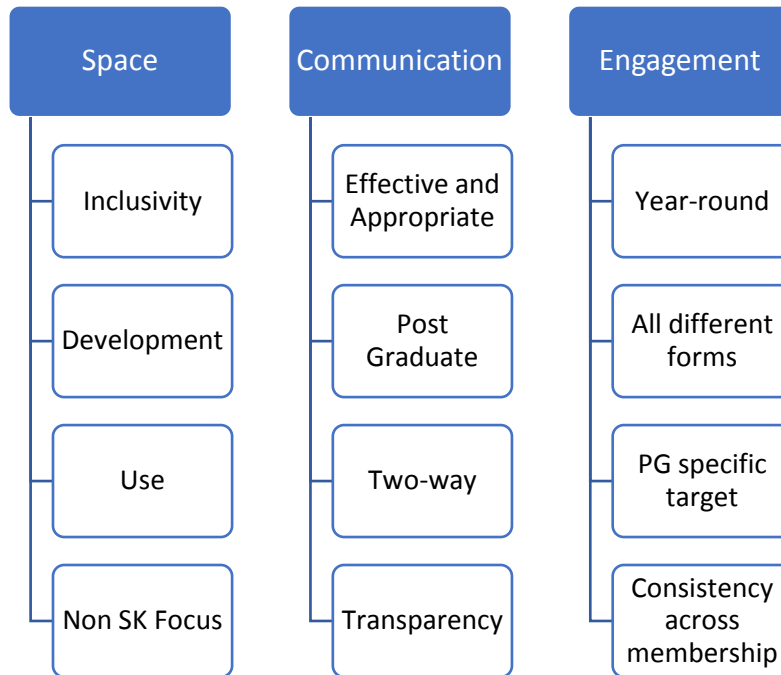 Space
Inclusivity
Development
Use
Non SK Focus
Communication
Effective and
Appropriate
Post
Graduate
Two-way
Transparency
Engagement
Year-round
All different
forms
PG specific
target
Consistency
across
membership